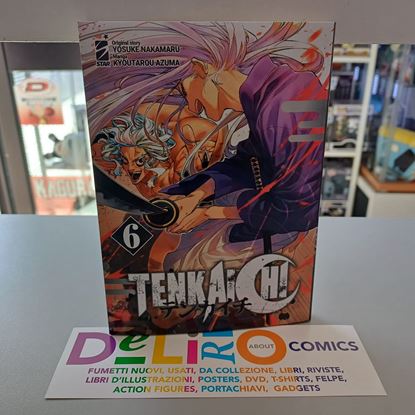 STAR
Original story
YOSUKE NAKAMARU
Manga
KYOUTAROU AZUMA
6
TENKAiCHI
DeLiRiO ABOUT COMICS
FUMETTI NUOVI, USATI, DA COLLEZIONE, LIBRI, RIVISTE,
LIBRI D'ILLUSTRAZIONI, POSTERS, DVD, T-SHIRTS, FELPE,
ACTION FIGURES, PORTACHIAVI, GADGETS